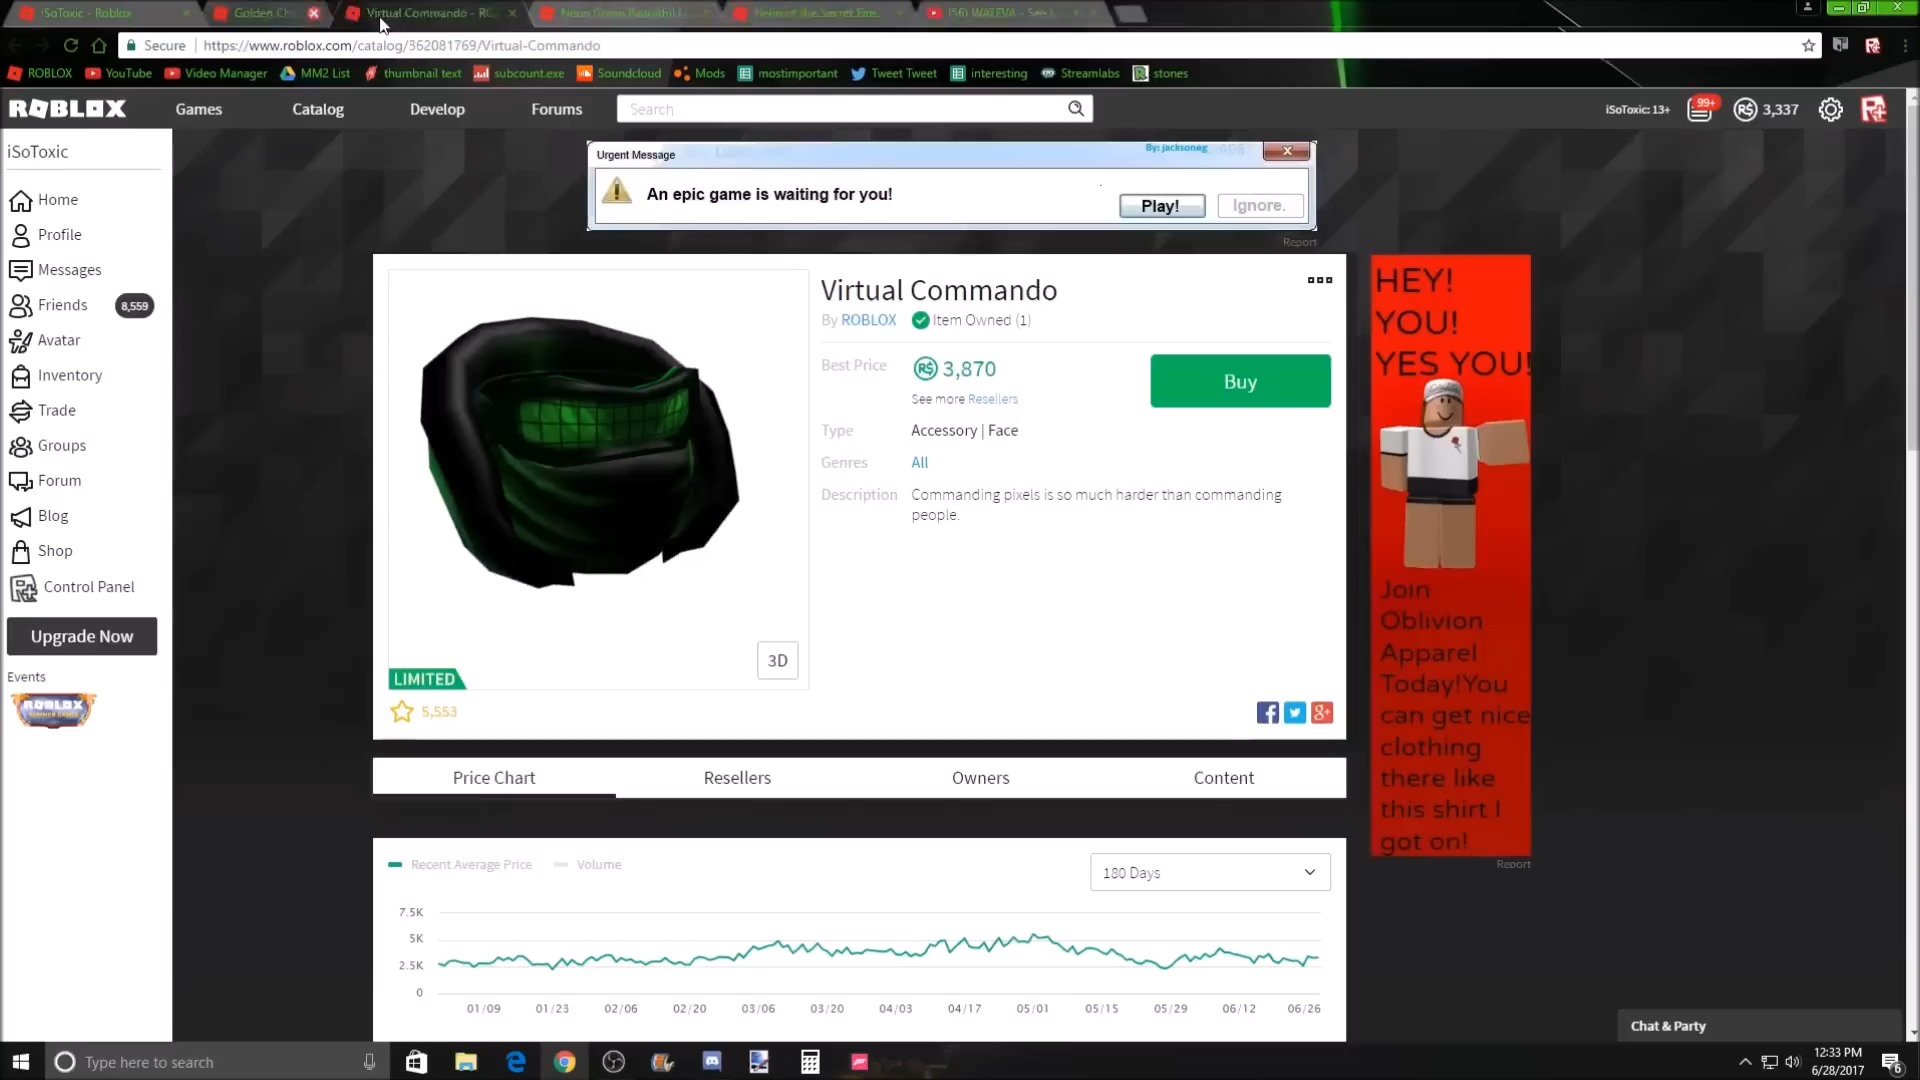 iSoToxic - Roblox
Golden C
Virtual Commando - RO
Secure
https://www.roblox.com/catalog/362081769/Virtual-Commando
ROBLOX
YouTube
Video Manager
MM2 List
thumbnail text
subcount.exe
Soundcloud
Mods
mostimportant
Tweet Tweet
interesting
Streamlabs
stones
ROBLOX
Games
Catalog
Develop
Forums
Search
iSoToxic: 13+
99+
R$ 3,337
iSoToxic
Home
Profile
Messages
Friends 8,559
Avatar
Inventory
Trade
Groups
Forum
Blog
Shop
Control Panel
Upgrade Now
Events
ROBLOX
Urgent Message
By: jacksoneg
An epic game is waiting for you!
Play!
Ignore.
Report
Virtual Commando
By ROBLOX
Item Owned (1)
Best Price
R$ 3,870
Buy
See more Resellers
Type
Accessory | Face
Genres
All
Description
Commanding pixels is so much harder than commanding
people.
3D
LIMITED
5,553
HEY!
YOU!
YES YOU!
Join
Oblivion
Apparel
Today!You
can get nice
clothing
there like
this shirt I
got on!
Report
Price Chart
Resellers
Owners
Content
Recent Average Price
Volume
180 Days
7.5K
5K
2.5K
0
01/09
01/23
02/06
02/20
03/06
03/20
04/03
04/17
05/01
05/15
05/29
06/12
06/26
Chat & Party
Type here to search
12:33 PM
6/28/2017
6